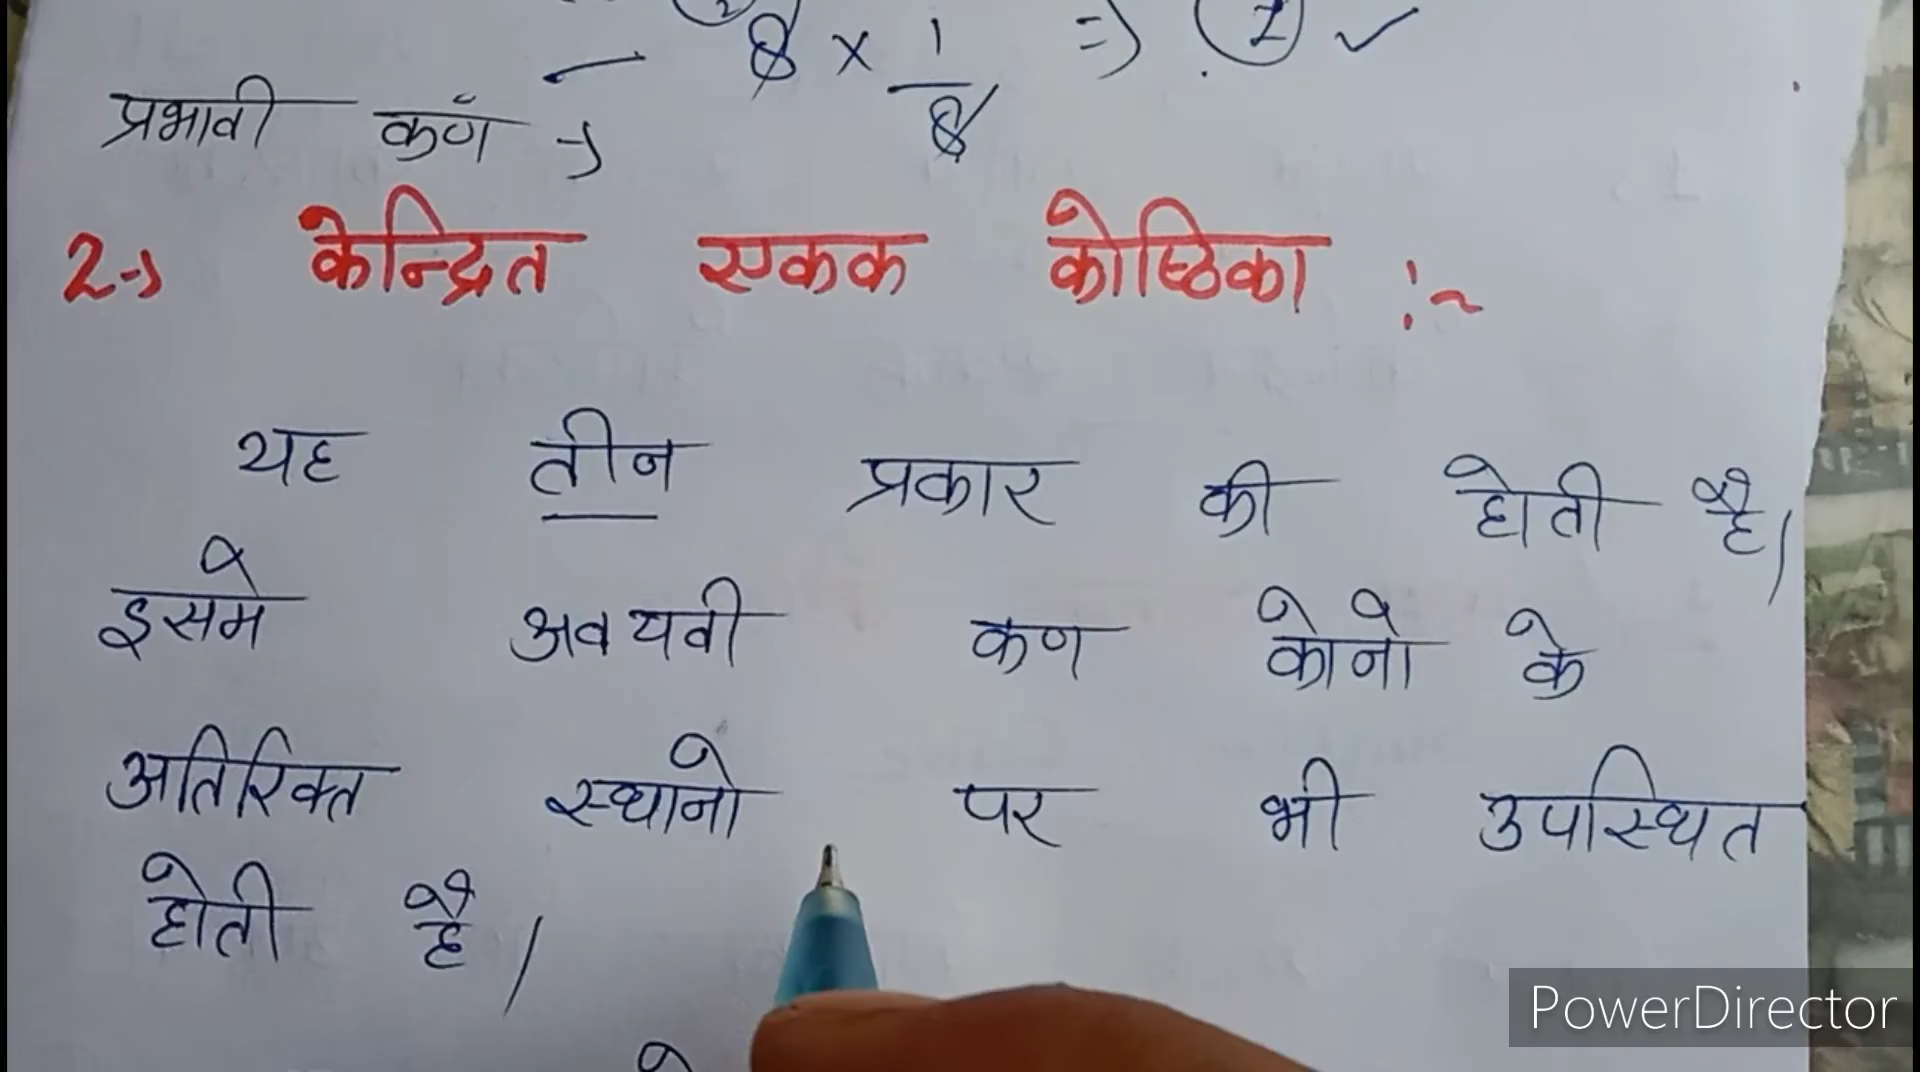 8 × 1/8 => 1 ✓
प्रभावी कणं →
2→ केन्द्रित एकक कोष्ठिका :~
यह तीन प्रकार की होती है।
इसमे अवयवी कण कोनो के
अतिरिक्त स्थानो पर भी उपस्थित
होती है।
PowerDirector